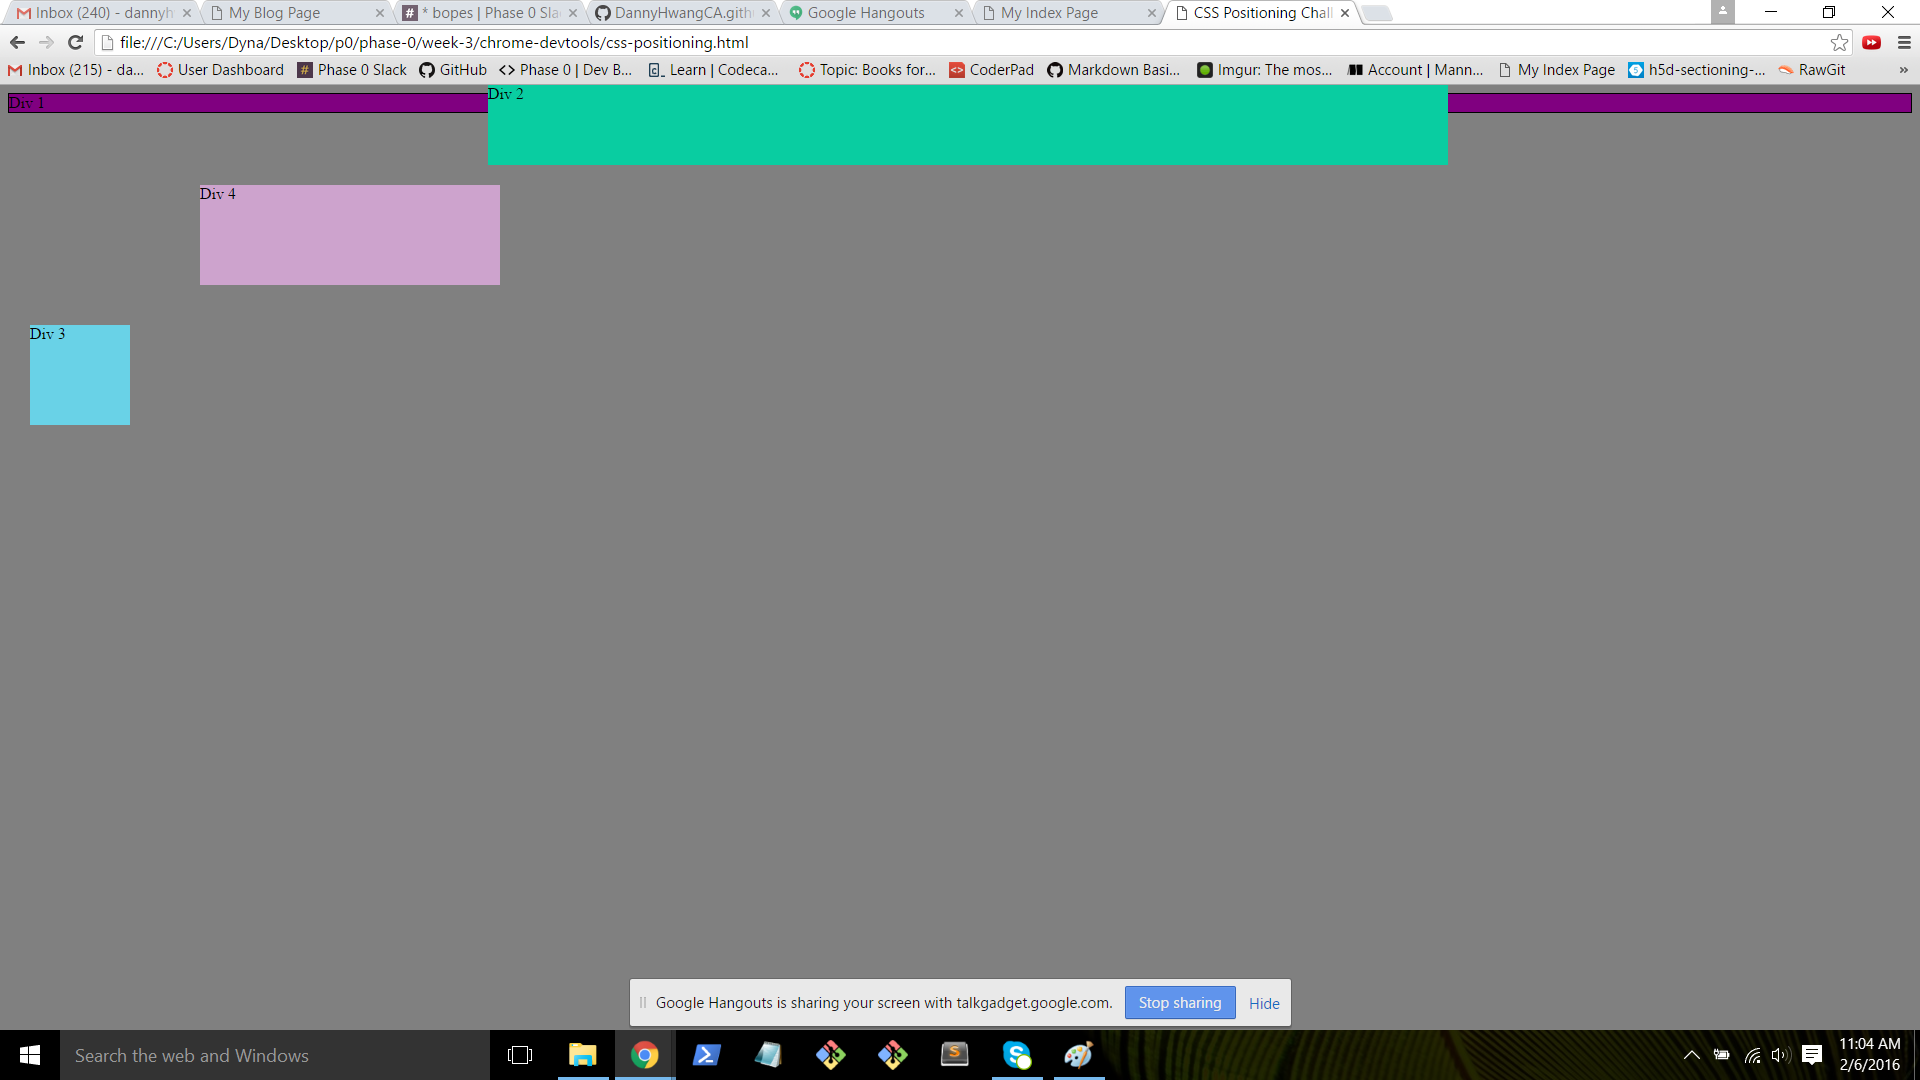 Inbox (240) - dannyh
My Blog Page
* bopes | Phase 0 Sla
DannyHwangCA.gith
Google Hangouts
My Index Page
CSS Positioning Chall
file:///C:/Users/Dyna/Desktop/p0/phase-0/week-3/chrome-devtools/css-positioning.html
Inbox (215) - da... User Dashboard Phase 0 Slack GitHub Phase 0 | Dev B... Learn | Codeca... Topic: Books for... CoderPad Markdown Basi... Imgur: The mos... Account | Mann... My Index Page h5d-sectioning-... RawGit »
Div 1
Div 2
Div 4
Div 3
Google Hangouts is sharing your screen with talkgadget.google.com. Stop sharing Hide
Search the web and Windows
11:04 AM
2/6/2016